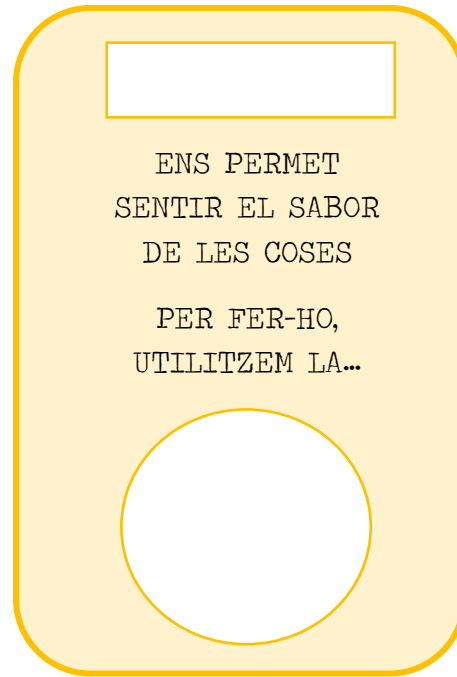 ENS PERMET
SENTIR EL SABOR
DE LES COSES
PER FER-HO,
UTILITZEM LA...